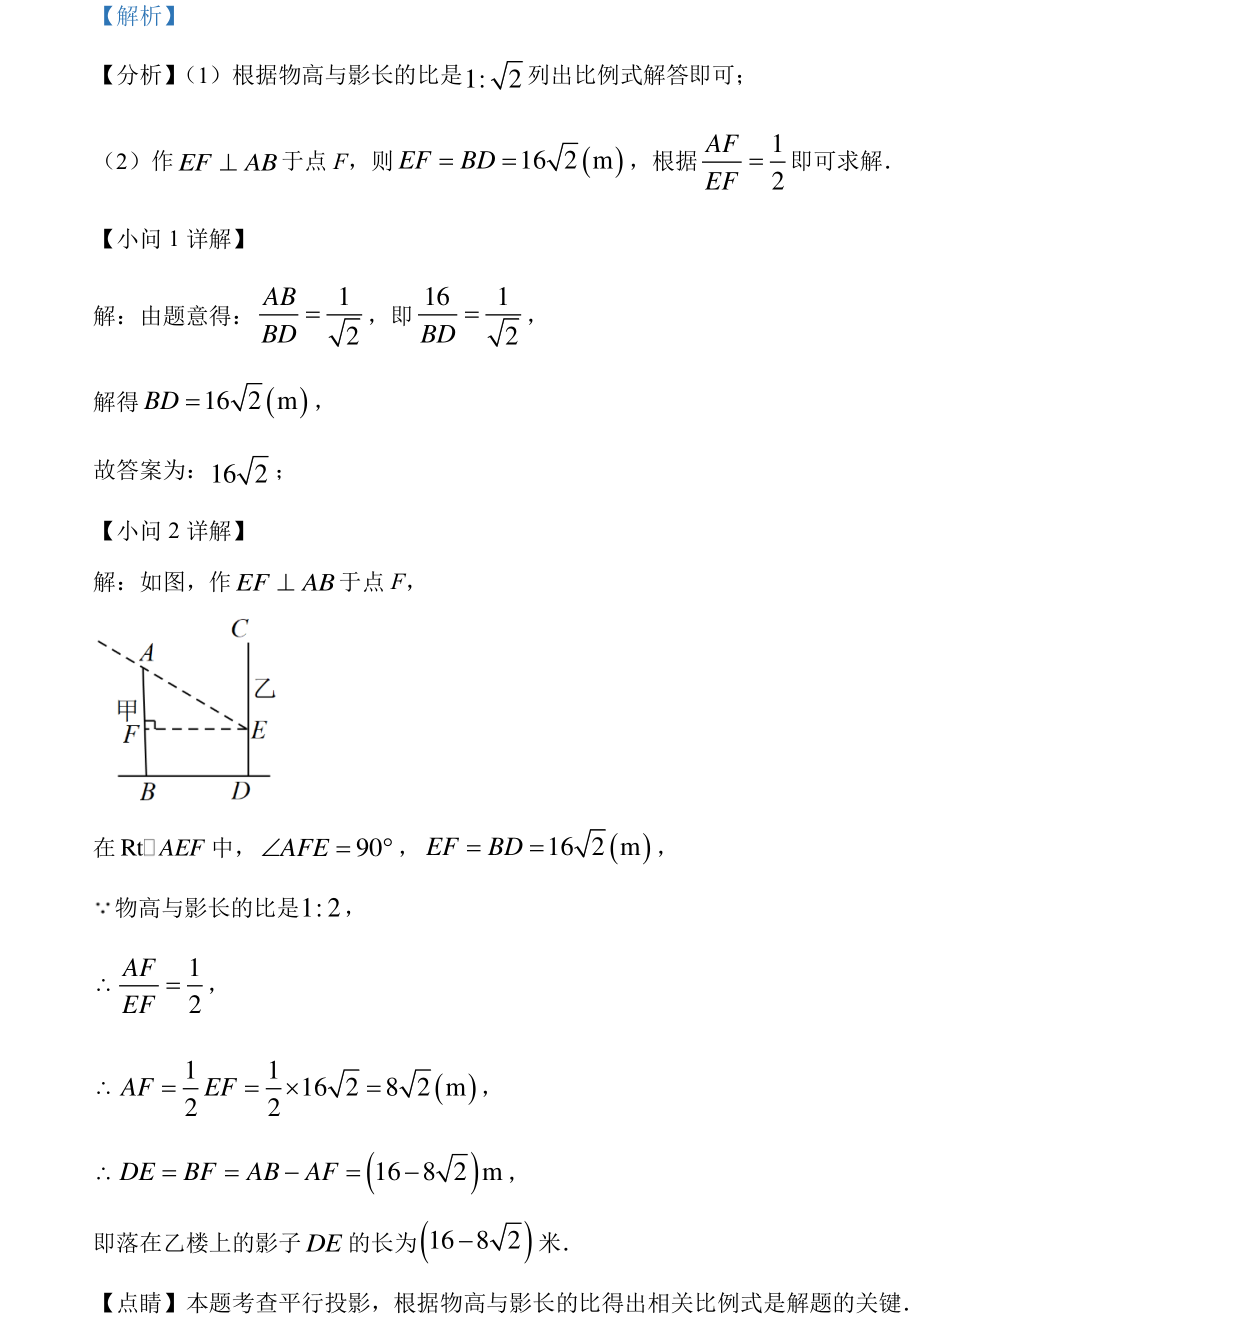 【解析】
【分析】（1）根据物高与影长的比是1:√2列出比例式解答即可；
（2）作EF⊥AB于点F，则EF=BD=16√2(m)，根据AF/EF=1/2即可求解．
【小问1详解】
解：由题意得：AB/BD=1/√2，即16/BD=1/√2，
解得BD=16√2(m)，
故答案为：16√2；
【小问2详解】
解：如图，作EF⊥AB于点F，
C
A
乙
甲
F
E
B D
在Rt□AEF中，∠AFE=90°，EF=BD=16√2(m)，
∵物高与影长的比是1:2，
∴AF/EF=1/2，
∴AF=1/2EF=1/2×16√2=8√2(m)，
∴DE=BF=AB−AF=(16−8√2)m，
即落在乙楼上的影子DE的长为(16−8√2)米．
【点睛】本题考查平行投影，根据物高与影长的比得出相关比例式是解题的关键．